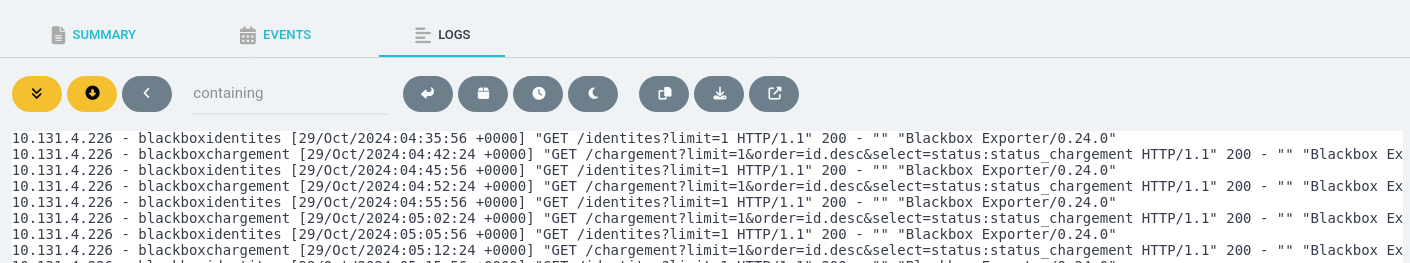 SUMMARY
EVENTS
LOGS
containing
10.131.4.226 - blackboxidentites [29/Oct/2024:04:35:56 +0000] "GET /identites?limit=1 HTTP/1.1" 200 - "" "Blackbox Exporter/0.24.0"
10.131.4.226 - blackboxchargement [29/Oct/2024:04:42:24 +0000] "GET /chargement?limit=1&order=id.desc&select=status:status_chargement HTTP/1.1" 200 - "" "Blackbox Ex
10.131.4.226 - blackboxidentites [29/Oct/2024:04:45:56 +0000] "GET /identites?limit=1 HTTP/1.1" 200 - "" "Blackbox Exporter/0.24.0"
10.131.4.226 - blackboxchargement [29/Oct/2024:04:52:24 +0000] "GET /chargement?limit=1&order=id.desc&select=status:status_chargement HTTP/1.1" 200 - "" "Blackbox Ex
10.131.4.226 - blackboxidentites [29/Oct/2024:04:55:56 +0000] "GET /identites?limit=1 HTTP/1.1" 200 - "" "Blackbox Exporter/0.24.0"
10.131.4.226 - blackboxchargement [29/Oct/2024:05:02:24 +0000] "GET /chargement?limit=1&order=id.desc&select=status:status_chargement HTTP/1.1" 200 - "" "Blackbox Ex
10.131.4.226 - blackboxidentites [29/Oct/2024:05:05:56 +0000] "GET /identites?limit=1 HTTP/1.1" 200 - "" "Blackbox Exporter/0.24.0"
10.131.4.226 - blackboxchargement [29/Oct/2024:05:12:24 +0000] "GET /chargement?limit=1&order=id.desc&select=status:status_chargement HTTP/1.1" 200 - "" "Blackbox Ex